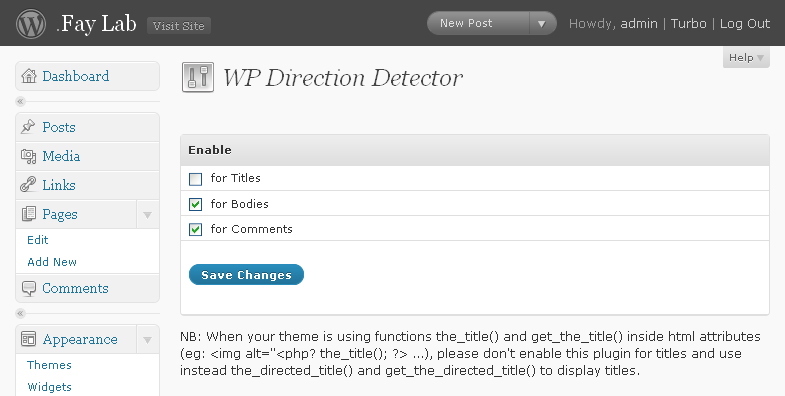 .Fay Lab
Visit Site
New Post
Howdy, admin | Turbo | Log Out
Help
Dashboard
Posts
Media
Links
Pages
Edit
Add New
Comments
Appearance
Themes
Widgets
WP Direction Detector
Enable
for Titles
for Bodies
for Comments
Save Changes
NB: When your theme is using functions the_title() and get_the_title() inside html attributes
(eg: <img alt="<php? the_title(); ?> ...), please don't enable this plugin for titles and use
instead the_directed_title() and get_the_directed_title() to display titles.